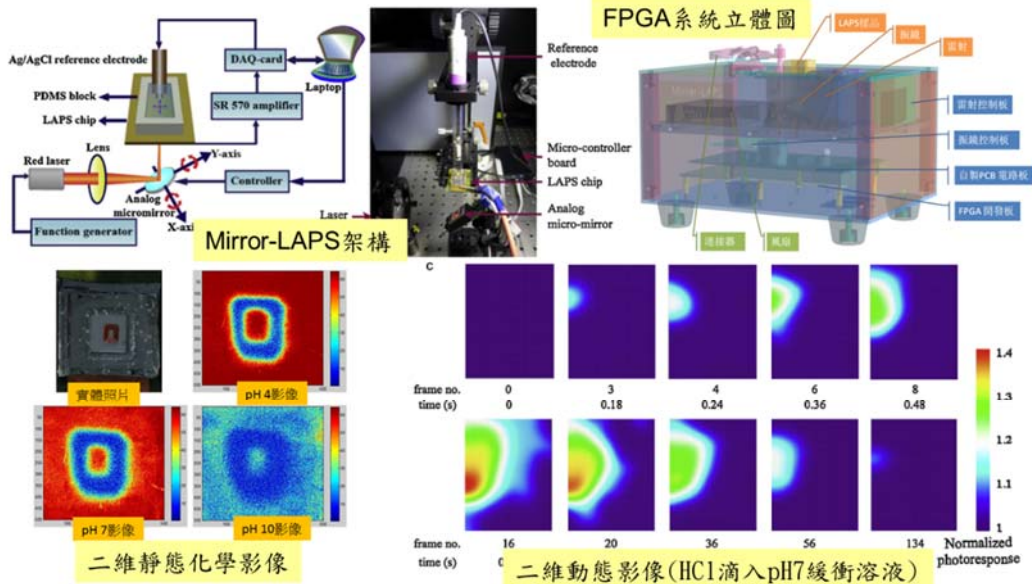 Ag/AgCl reference electrode
PDMS block
LAPS chip
DAQ-card
SR 570 amplifier
Laptop
Red laser
Lens
Y-axis
Analog
micromirror
X-axis
Controller
Function generator
Mirror-LAPS架構
Reference
electrode
Micro-controller
board
LAPS chip
Analog
micro-mirror
Laser
FPGA系統立體圖
LAPS樣品
振鏡
雷射
雷射控制板
振鏡控制板
自製PCB電路板
FPGA 開發板
連接器
風扇
實體照片
pH 4影像
pH 7影像
pH 10影像
二維靜態化學影像
C
frame no. 0 3 4 6 8
time (s) 0 0.18 0.24 0.36 0.48
frame no. 16 20 36 56 134
time (s)
1.4
1.3
1.2
1.1
1
Normalized
photoresponse
二維動態影像(HCl滴入pH7緩衝溶液)